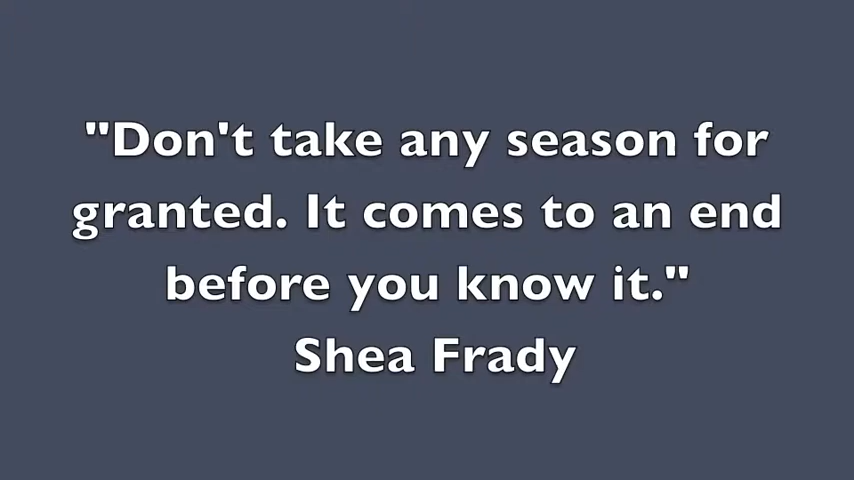 "Don't take any season for
granted. It comes to an end
before you know it."
Shea Frady